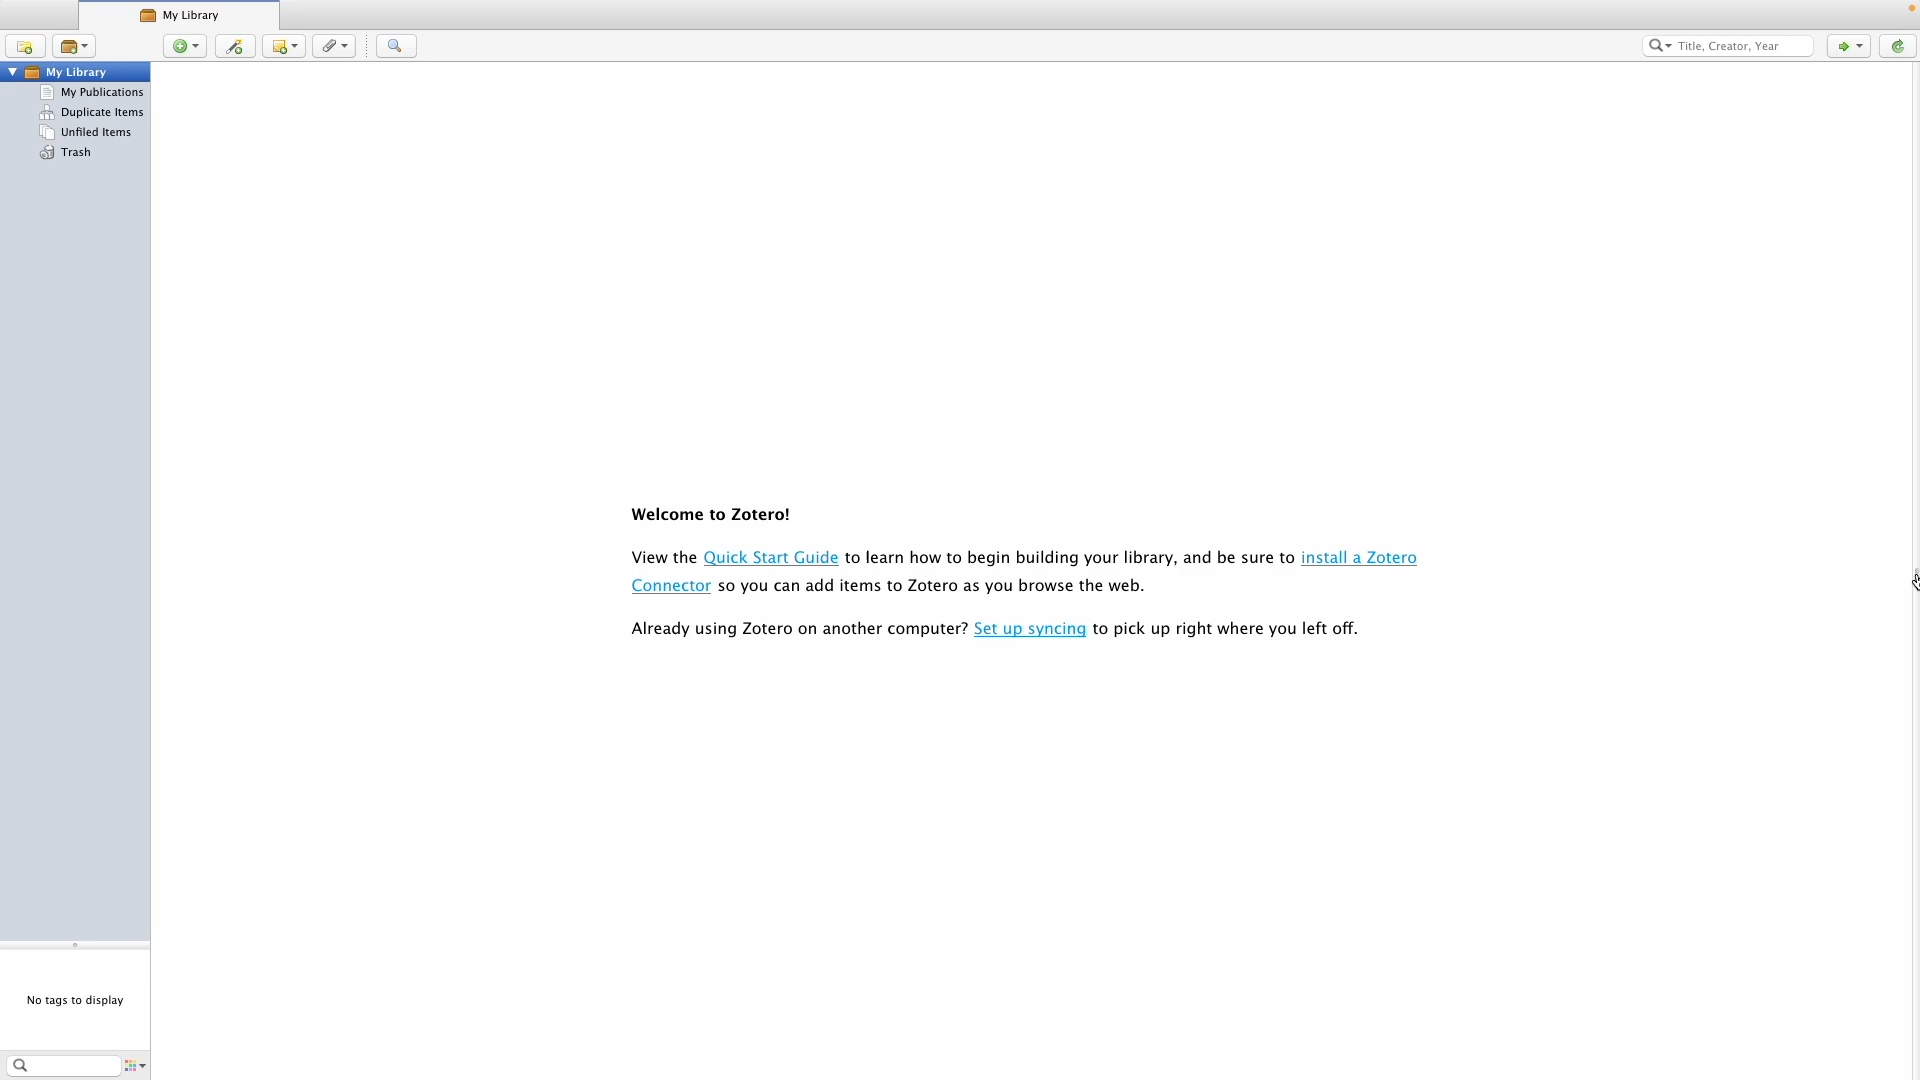 My Library
Title, Creator, Year
My Library
My Publications
Duplicate Items
Unfiled Items
Trash
Welcome to Zotero!
View the Quick Start Guide to learn how to begin building your library, and be sure to install a Zotero
Connector so you can add items to Zotero as you browse the web.
Already using Zotero on another computer? Set up syncing to pick up right where you left off.
No tags to display